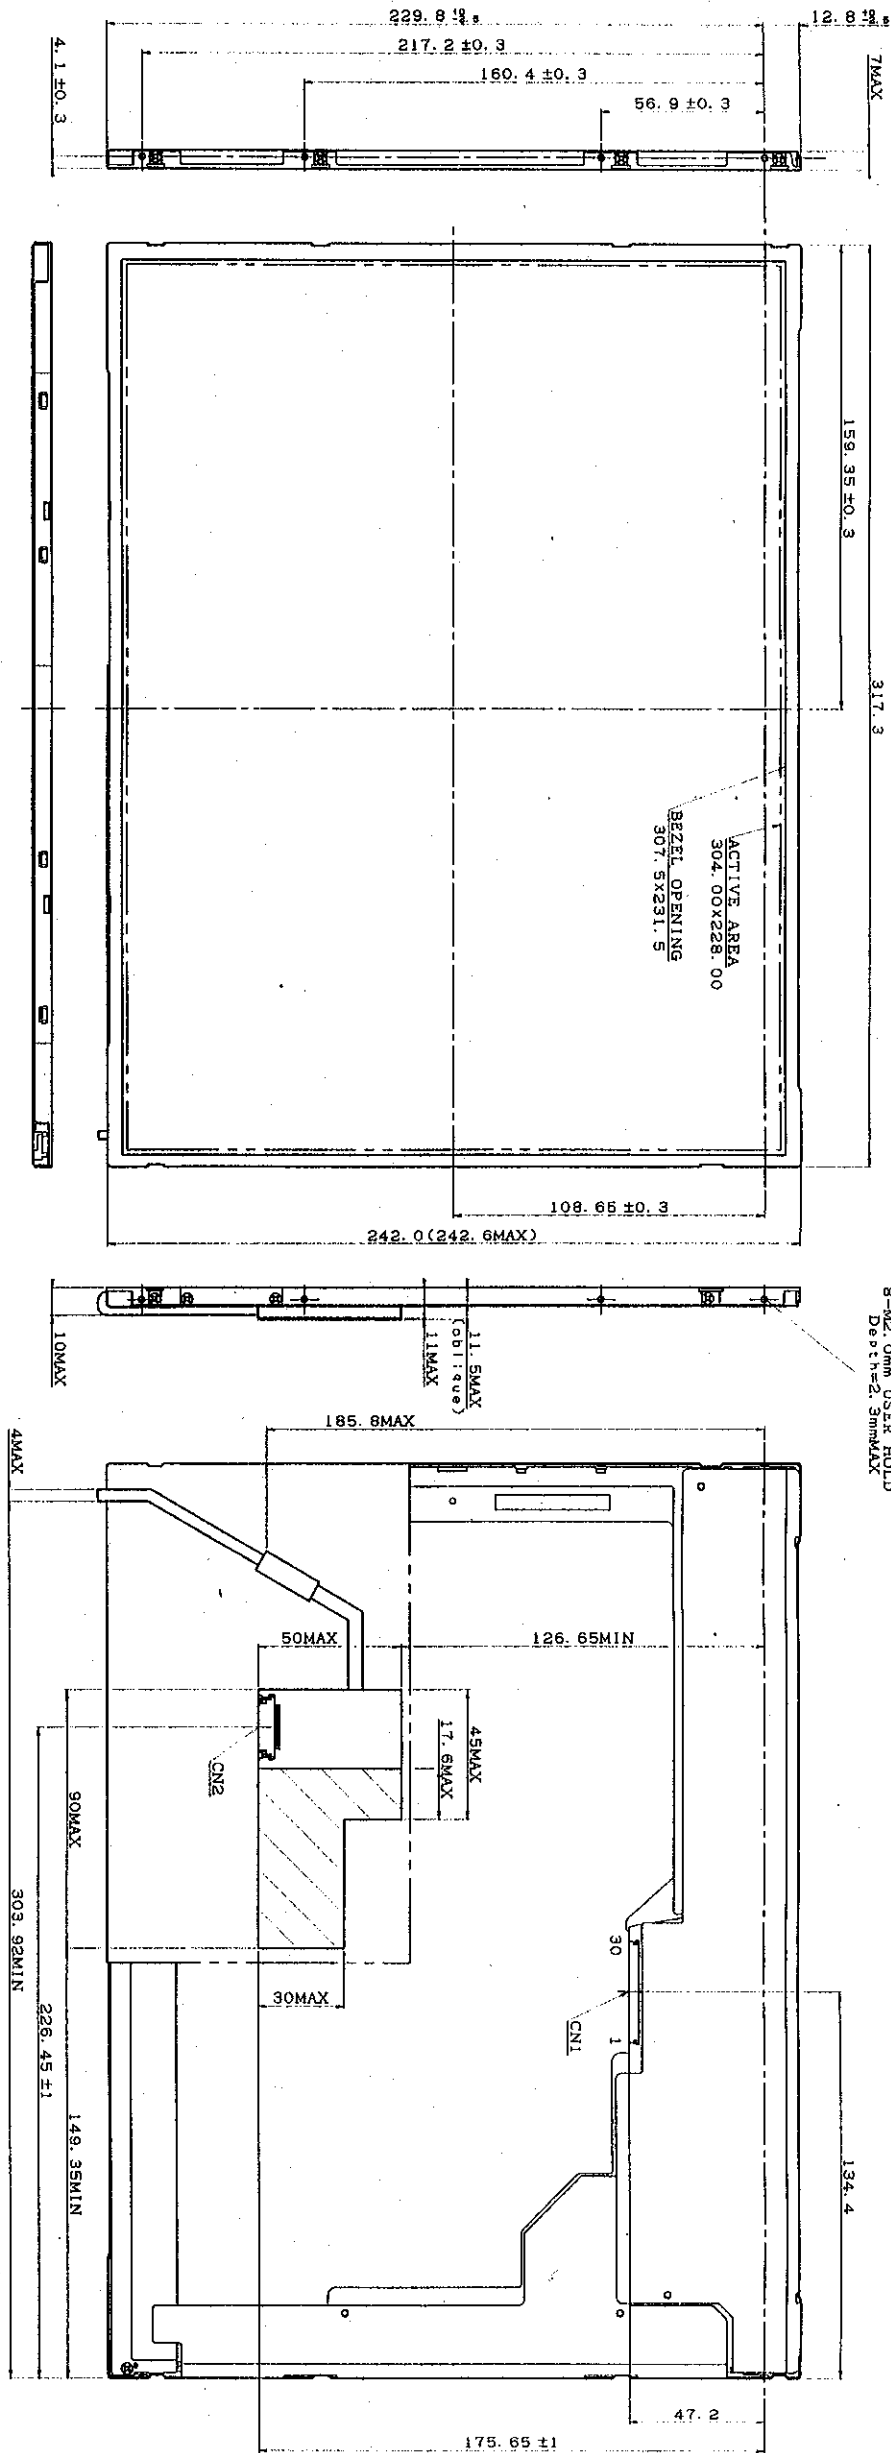 229.8
12.8
217.2 ±0.3
160.4 ±0.3
56.9 ±0.3
7MAX
4.1 ±0.3
159.35 ±0.3
317.3
ACTIVE AREA
304.00X228.00
BEZEL OPENING
307.5X231.5
108.65 ±0.3
242.0(242.6MAX)
Depth=2.3mmMAX
10MAX
11MAX
11.5MAX
(oblique)
185.8MAX
4MAX
50MAX
126.65MIN
45MAX
17.6MAX
CN2
90MAX
303.92MIN
226.45 ±1
149.35MIN
30MAX
30
CN1
1
134.4
47.2
175.65 ±1